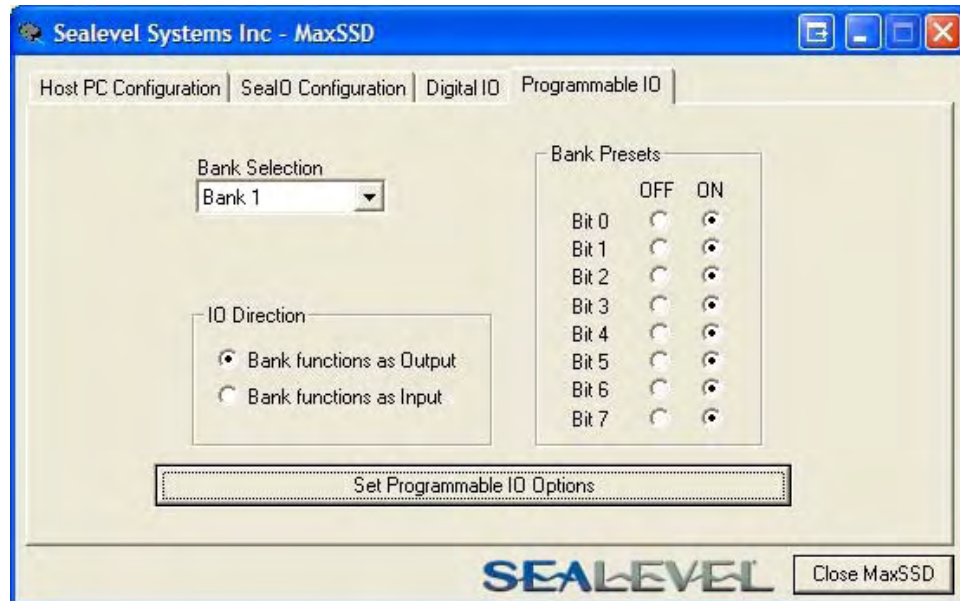 Sealevel Systems Inc - MaxSSD
Host PC Configuration SeaIO Configuration Digital IO Programmable IO
Bank Selection
Bank 1
IO Direction
Bank functions as Output
Bank functions as Input
Bank Presets
OFF ON
Bit 0
Bit 1
Bit 2
Bit 3
Bit 4
Bit 5
Bit 6
Bit 7
Set Programmable IO Options
SEALEVEL
Close MaxSSD